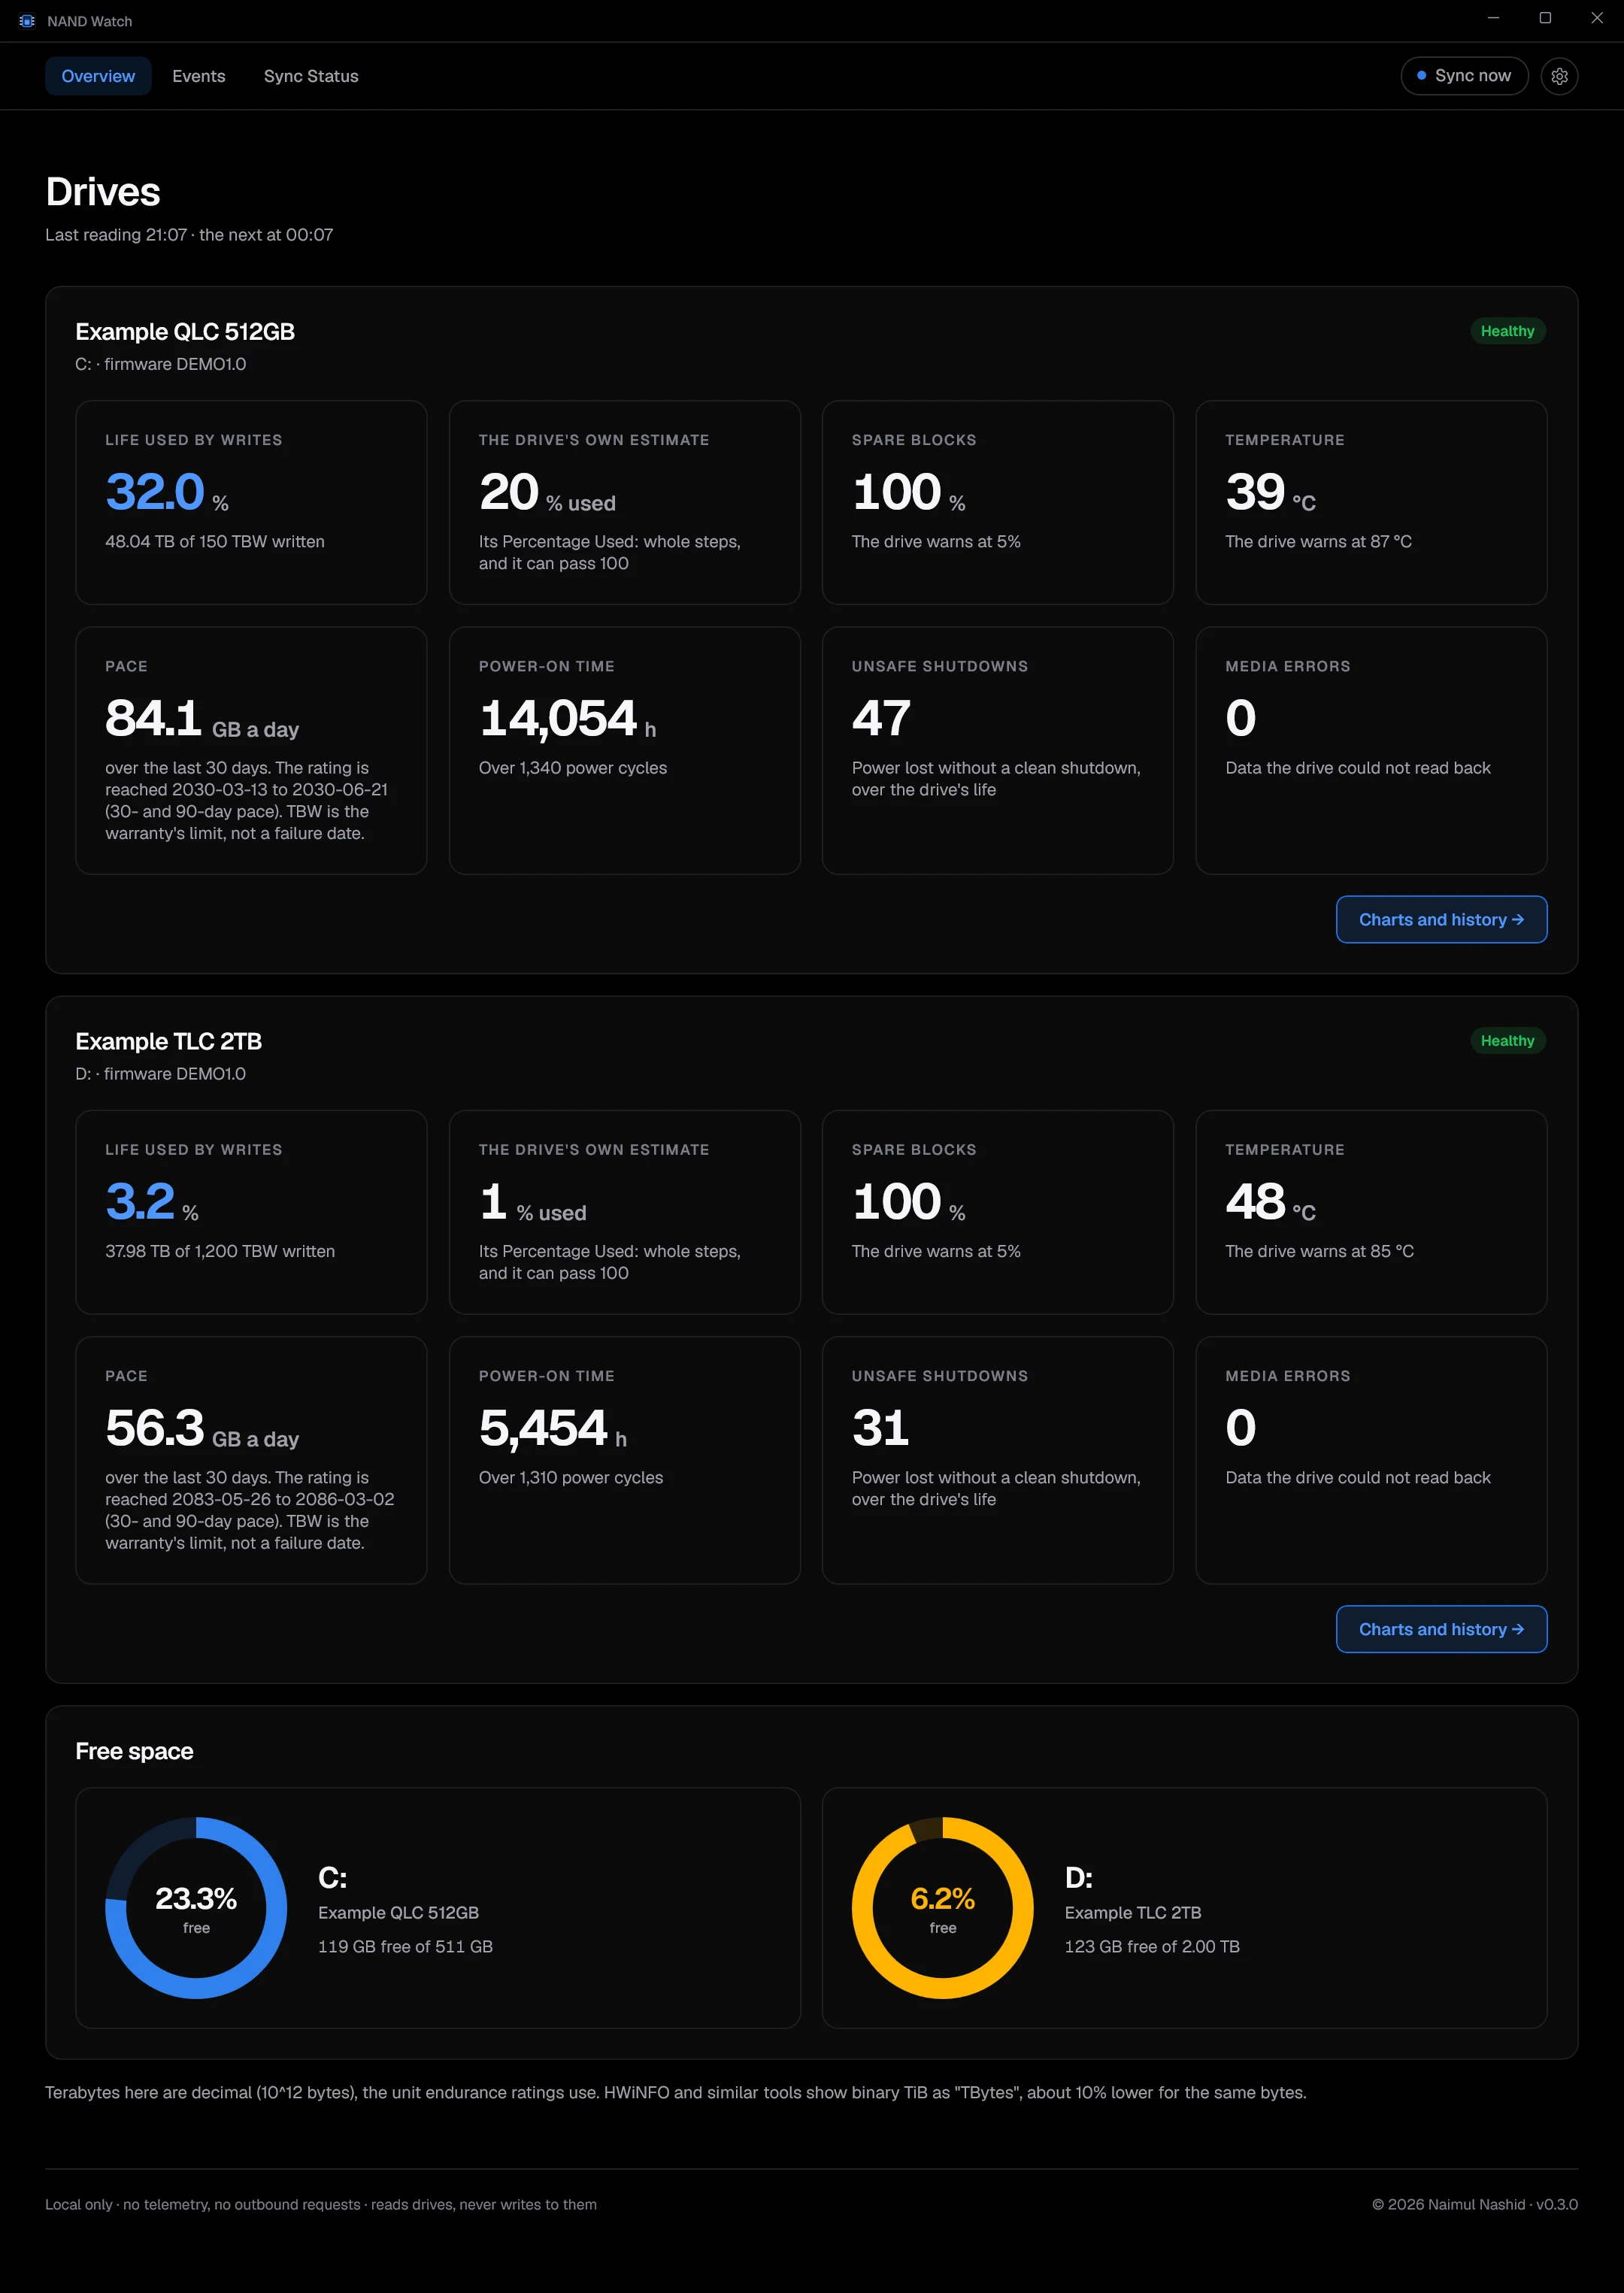 NAND Watch
Overview
Events
Sync Status
Sync now
Drives
Last reading 21:07 · the next at 00:07
Example QLC 512GB
Healthy
C: · firmware DEMO1.0
LIFE USED BY WRITES
32.0 %
48.04 TB of 150 TBW written
THE DRIVE'S OWN ESTIMATE
20 % used
Its Percentage Used: whole steps,
and it can pass 100
SPARE BLOCKS
100 %
The drive warns at 5%
TEMPERATURE
39 °C
The drive warns at 87 °C
PACE
84.1 GB a day
over the last 30 days. The rating is
reached 2030-03-13 to 2030-06-21
(30- and 90-day pace). TBW is the
warranty's limit, not a failure date.
POWER-ON TIME
14,054 h
Over 1,340 power cycles
UNSAFE SHUTDOWNS
47
Power lost without a clean shutdown,
over the drive's life
MEDIA ERRORS
0
Data the drive could not read back
Charts and history →
Example TLC 2TB
Healthy
D: · firmware DEMO1.0
LIFE USED BY WRITES
3.2 %
37.98 TB of 1,200 TBW written
THE DRIVE'S OWN ESTIMATE
1 % used
Its Percentage Used: whole steps,
and it can pass 100
SPARE BLOCKS
100 %
The drive warns at 5%
TEMPERATURE
48 °C
The drive warns at 85 °C
PACE
56.3 GB a day
over the last 30 days. The rating is
reached 2083-05-26 to 2086-03-02
(30- and 90-day pace). TBW is the
warranty's limit, not a failure date.
POWER-ON TIME
5,454 h
Over 1,310 power cycles
UNSAFE SHUTDOWNS
31
Power lost without a clean shutdown,
over the drive's life
MEDIA ERRORS
0
Data the drive could not read back
Charts and history →
Free space
23.3%
free
C:
Example QLC 512GB
119 GB free of 511 GB
6.2%
free
D:
Example TLC 2TB
123 GB free of 2.00 TB
Terabytes here are decimal (10^12 bytes), the unit endurance ratings use. HWiNFO and similar tools show binary TiB as "TBytes", about 10% lower for the same bytes.
Local only · no telemetry, no outbound requests · reads drives, never writes to them
© 2026 Naimul Nashid · v0.3.0